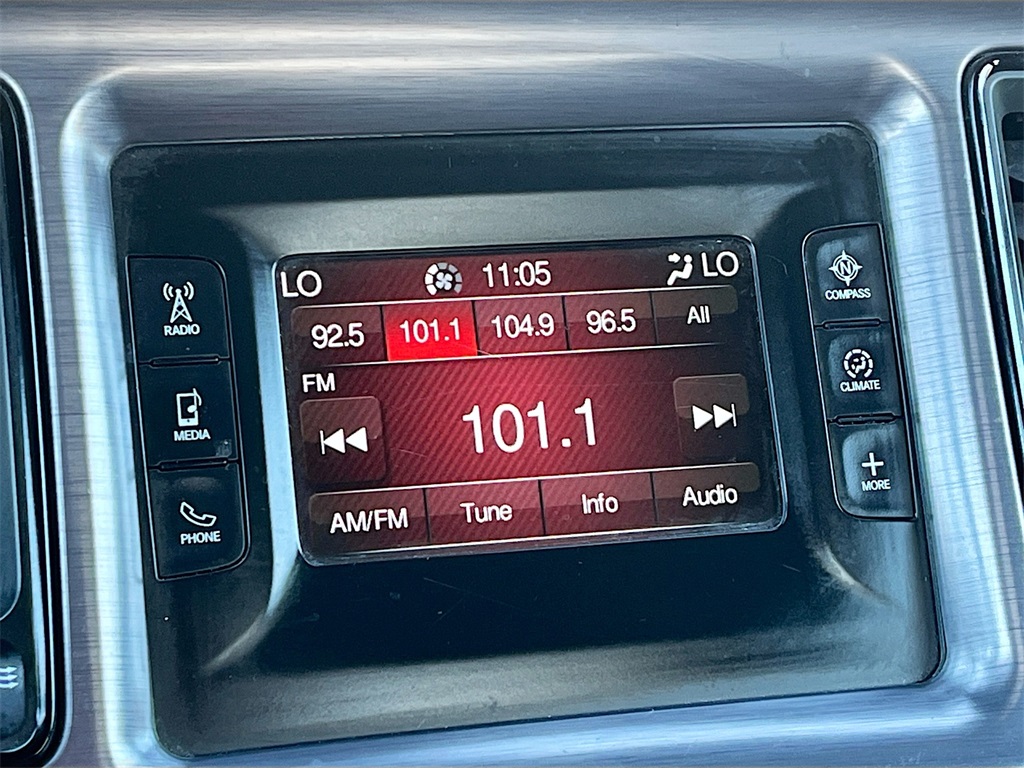 LO 11:05 LO
92.5 101.1 104.9 96.5 All
FM
101.1
AM/FM Tune Info Audio
RADIO
MEDIA
PHONE
N
COMPASS
CLIMATE
MORE